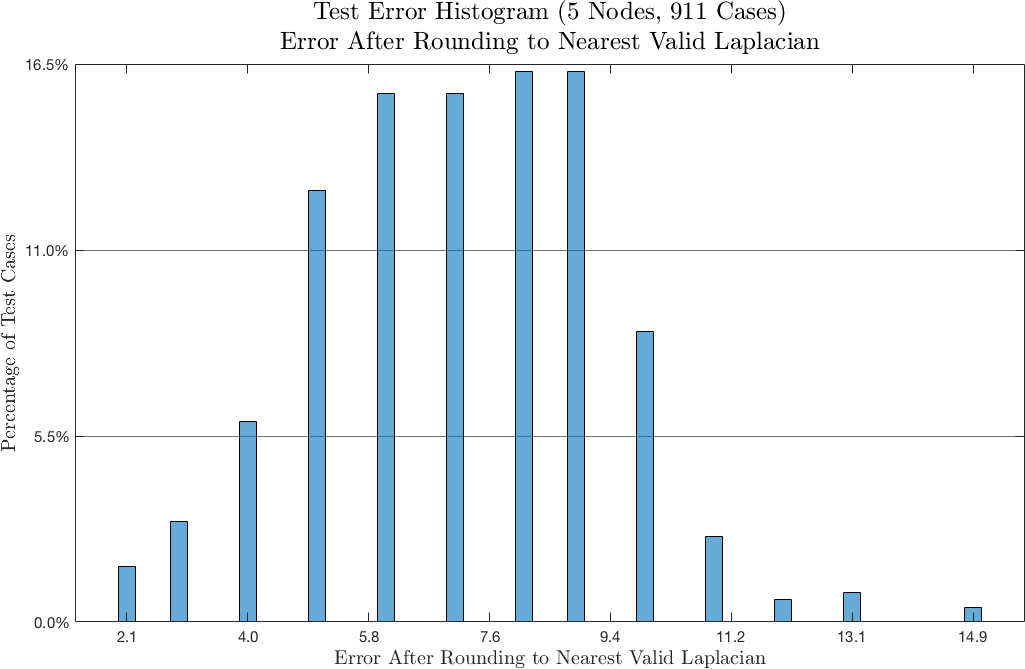 Test Error Histogram (5 Nodes, 911 Cases)
Error After Rounding to Nearest Valid Laplacian
16.5%
11.0%
5.5%
0.0%
Percentage of Test Cases
2.1 4.0 5.8 7.6 9.4 11.2 13.1 14.9
Error After Rounding to Nearest Valid Laplacian